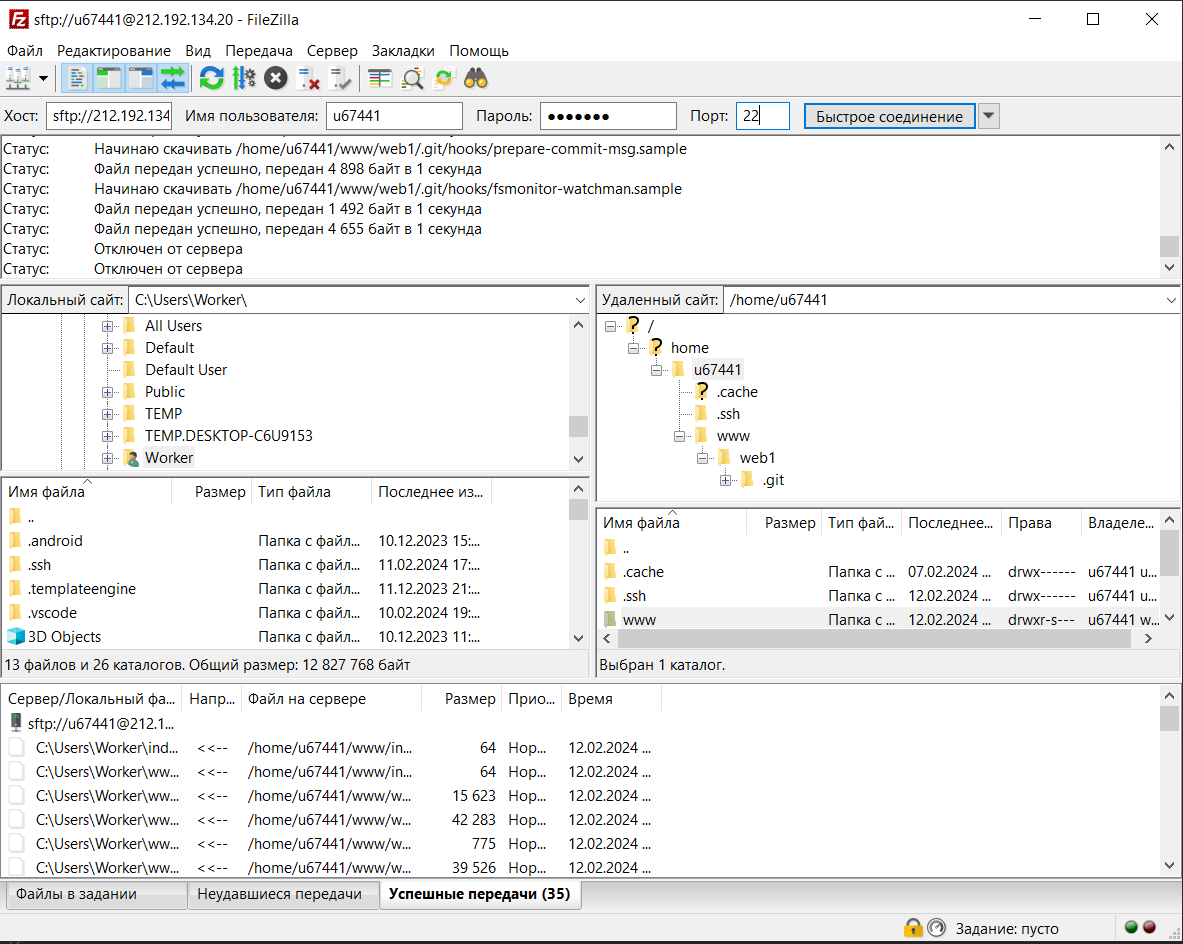 sftp://u67441@212.192.134.20 - FileZilla
Файл Редактирование Вид Передача Сервер Закладки Помощь
Хост: sftp://212.192.134 Имя пользователя: u67441 Пароль: ●●●●●●● Порт: 22 Быстрое соединение
Статус: Начинаю скачивать /home/u67441/www/web1/.git/hooks/prepare-commit-msg.sample
Статус: Файл передан успешно, передан 4 898 байт в 1 секунда
Статус: Начинаю скачивать /home/u67441/www/web1/.git/hooks/fsmonitor-watchman.sample
Статус: Файл передан успешно, передан 1 492 байт в 1 секунда
Статус: Файл передан успешно, передан 4 655 байт в 1 секунда
Статус: Отключен от сервера
Статус: Отключен от сервера
Локальный сайт: C:\Users\Worker\
All Users
Default
Default User
Public
TEMP
TEMP.DESKTOP-C6U9153
Worker
Имя файла Размер Тип файла Последнее из...
..
.android Папка с файл... 10.12.2023 15:...
.ssh Папка с файл... 11.02.2024 17:...
.templateengine Папка с файл... 11.12.2023 21:...
.vscode Папка с файл... 10.02.2024 19:...
3D Objects Папка с файл... 10.12.2023 11:...
13 файлов и 26 каталогов. Общий размер: 12 827 768 байт
Удаленный сайт: /home/u67441
/
home
u67441
.cache
.ssh
www
web1
.git
Имя файла Размер Тип фай... Последнее... Права Владеле...
..
.cache Папка с ... 07.02.2024 ... drwx------ u67441 u...
.ssh Папка с ... 12.02.2024 ... drwx------ u67441 u...
www Папка с ... 12.02.2024 ... drwxr-s--- u67441 w...
Выбран 1 каталог.
Сервер/Локальный фа... Напр... Файл на сервере Размер Прио... Время
sftp://u67441@212.1...
C:\Users\Worker\ind... <<-- /home/u67441/www/in... 64 Нор... 12.02.2024 ...
C:\Users\Worker\ww... <<-- /home/u67441/www/in... 64 Нор... 12.02.2024 ...
C:\Users\Worker\ww... <<-- /home/u67441/www/w... 15 623 Нор... 12.02.2024 ...
C:\Users\Worker\ww... <<-- /home/u67441/www/w... 42 283 Нор... 12.02.2024 ...
C:\Users\Worker\ww... <<-- /home/u67441/www/w... 775 Нор... 12.02.2024 ...
C:\Users\Worker\ww... <<-- /home/u67441/www/w... 39 526 Нор... 12.02.2024 ...
Файлы в задании Неудавшиеся передачи Успешные передачи (35)
Задание: пусто